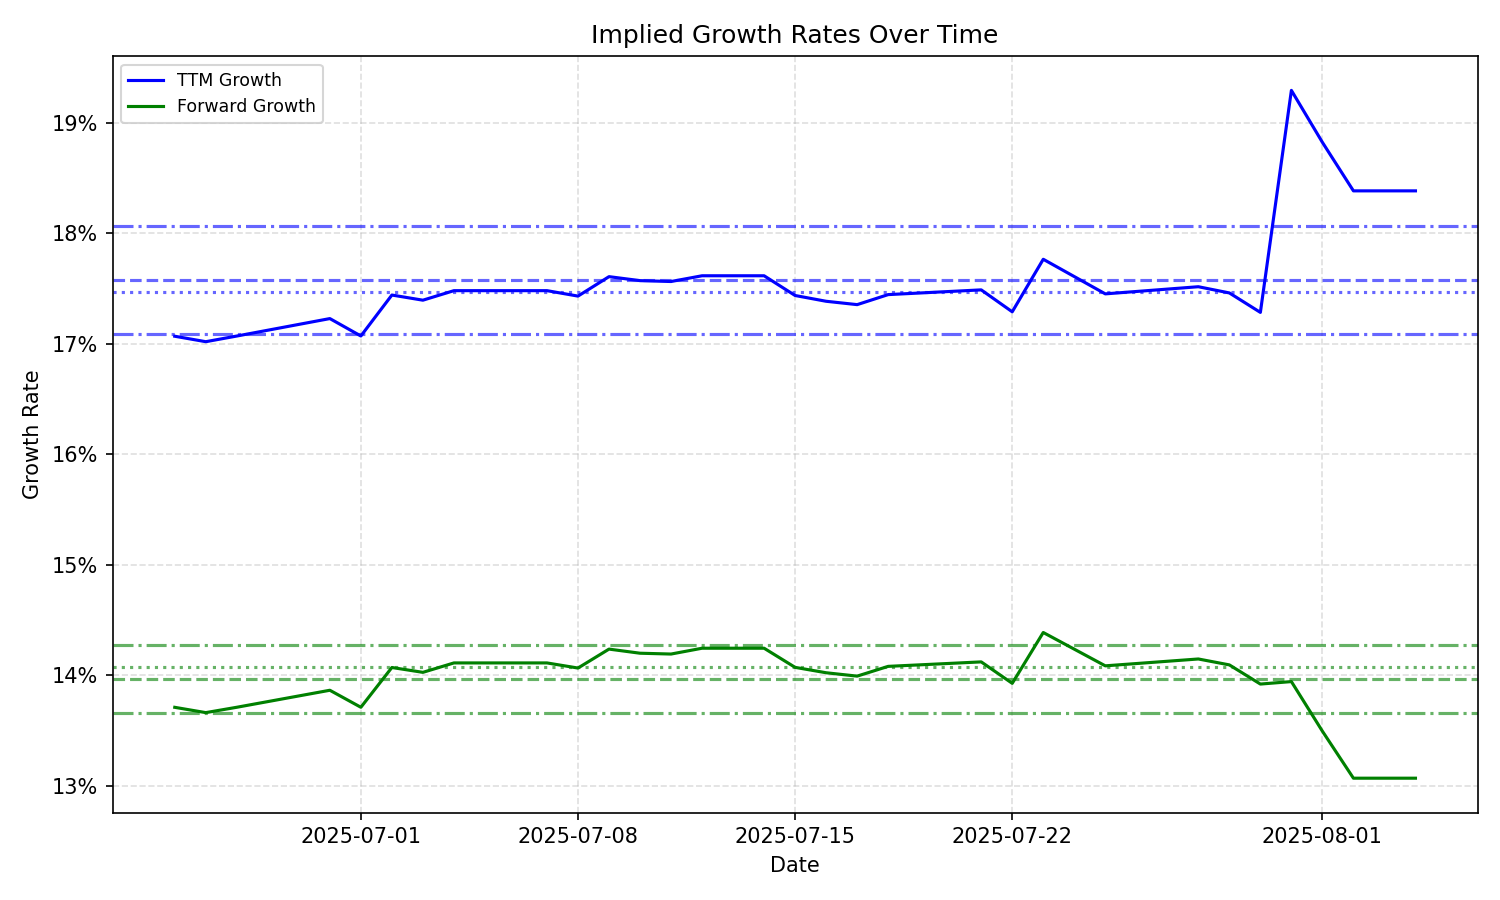 Implied Growth Rates Over Time
TTM Growth
Forward Growth
19%
18%
17%
16%
15%
14%
13%
Growth Rate
2025-07-01
2025-07-08
2025-07-15
2025-07-22
2025-08-01
Date